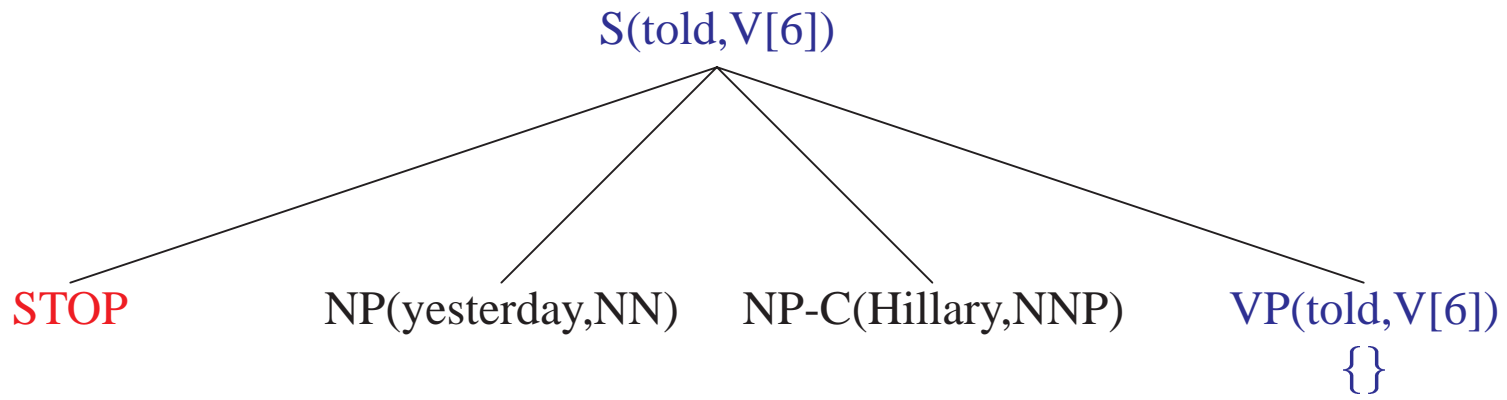 S(told,V[6])
STOP NP(yesterday,NN) NP-C(Hillary,NNP) VP(told,V[6])
{}